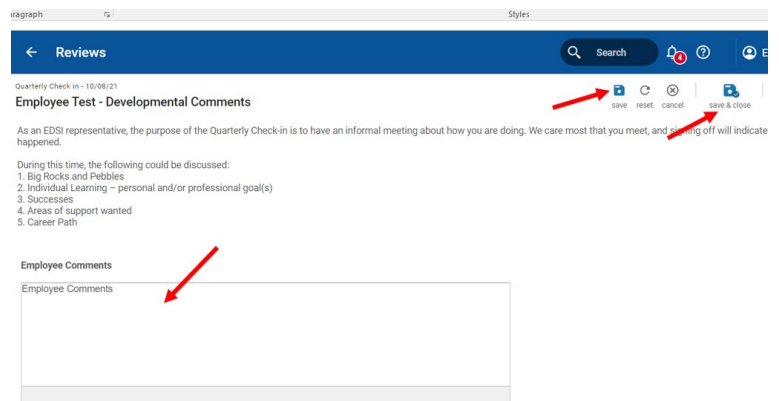 Paragraph Styles
Reviews Search 4 ? E
Quarterly Check in - 10/06/21
Employee Test - Developmental Comments
save reset cancel save & close
As an EDSI representative, the purpose of the Quarterly Check-in is to have an informal meeting about how you are doing. We care most that you meet, and signing off will indicate
happened.
During this time, the following could be discussed:
1. Big Rocks and Pebbles
2. Individual Learning – personal and/or professional goal(s)
3. Successes
4. Areas of support wanted
5. Career Path
Employee Comments
Employee Comments